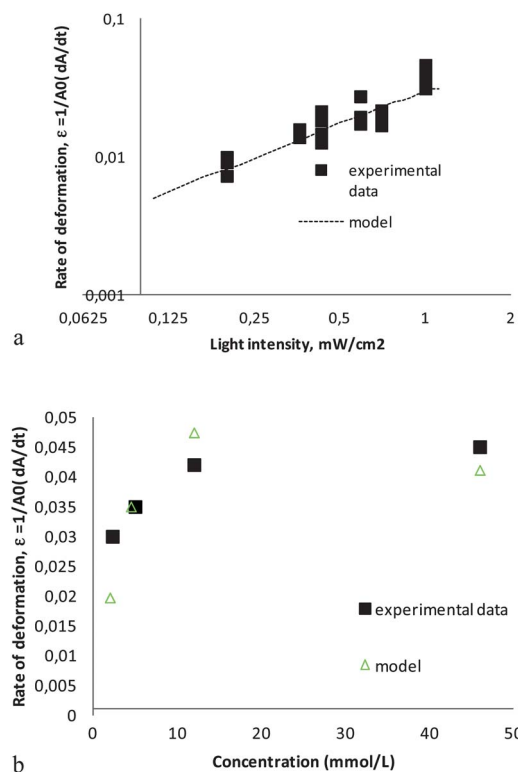 0,1
0,01
0,001
Rate of deformation, ε =1/A0( dA/dt)
experimental
data
model
0,0625 0,125 0,25 0,5 1 2
Light intensity, mW/cm2
a
0,05
0,045
0,04
0,035
0,03
0,025
0,02
0,015
0,01
0,005
0
Rate of deformation, ε =1/A0( dA/dt)
experimental data
model
0 10 20 30 40 50
Concentration (mmol/L)
b